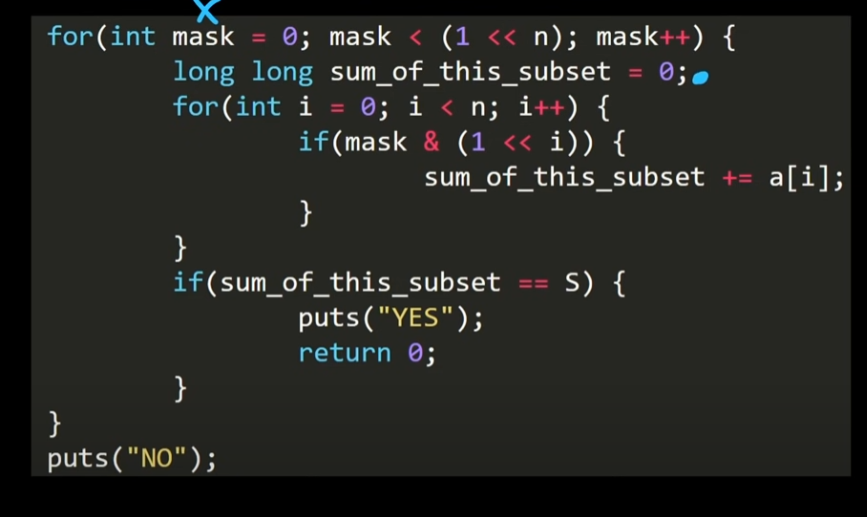 for(int mask = 0; mask < (1 << n); mask++) {
long long sum_of_this_subset = 0;
for(int i = 0; i < n; i++) {
if(mask & (1 << i)) {
sum_of_this_subset += a[i];
}
}
if(sum_of_this_subset == S) {
puts("YES");
return 0;
}
}
puts("NO");